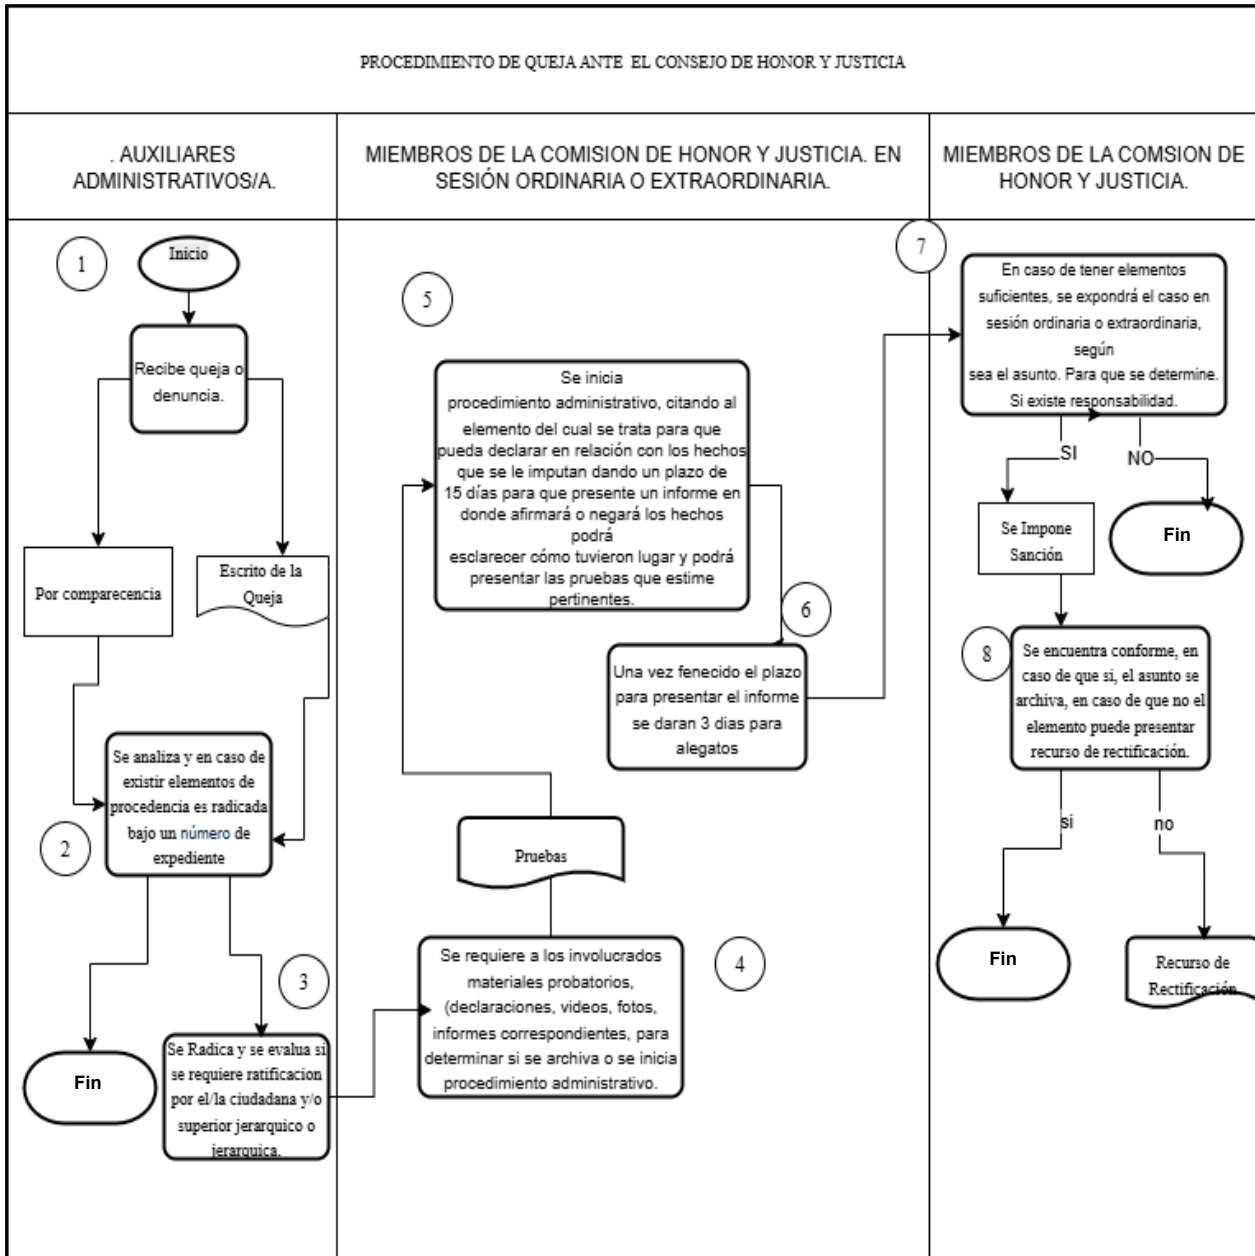 PROCEDIMIENTO DE QUEJA ANTE EL CONSEJO DE HONOR Y JUSTICIA
. AUXILIARES
ADMINISTRATIVOS/A.
MIEMBROS DE LA COMISION DE HONOR Y JUSTICIA. EN
SESIÓN ORDINARIA O EXTRAORDINARIA.
MIEMBROS DE LA COMSION DE
HONOR Y JUSTICIA.
1
Inicio
Recibe queja o
denuncia.
Por comparecencia
Escrito de la
Queja
2
Se analiza y en caso de
existir elementos de
procedencia es radicada
bajo un número de
expediente
Fin
3
Se Radica y se evalua si
se requiere ratificacion
por el/la ciudadana y/o
superior jerarquico o
jerarquica.
4
Se requiere a los involucrados
materiales probatorios,
(declaraciones, videos, fotos,
informes correspondientes, para
determinar si se archiva o se inicia
procedimiento administrativo.
Pruebas
5
Se inicia
procedimiento administrativo, citando al
elemento del cual se trata para que
pueda declarar en relación con los hechos
que se le imputan dando un plazo de
15 días para que presente un informe en
donde afirmará o negará los hechos
podrá
esclarecer cómo tuvieron lugar y podrá
presentar las pruebas que estime
pertinentes.
6
Una vez fenecido el plazo
para presentar el informe
se daran 3 dias para
alegatos
7
En caso de tener elementos
suficientes, se expondrá el caso en
sesión ordinaria o extraordinaria,
según
sea el asunto. Para que se determine.
Si existe responsabilidad.
SI
NO
Se Impone
Sanción
Fin
8
Se encuentra conforme, en
caso de que si, el asunto se
archiva, en caso de que no el
elemento puede presentar
recurso de rectificación.
si
no
Fin
Recurso de
Rectificación